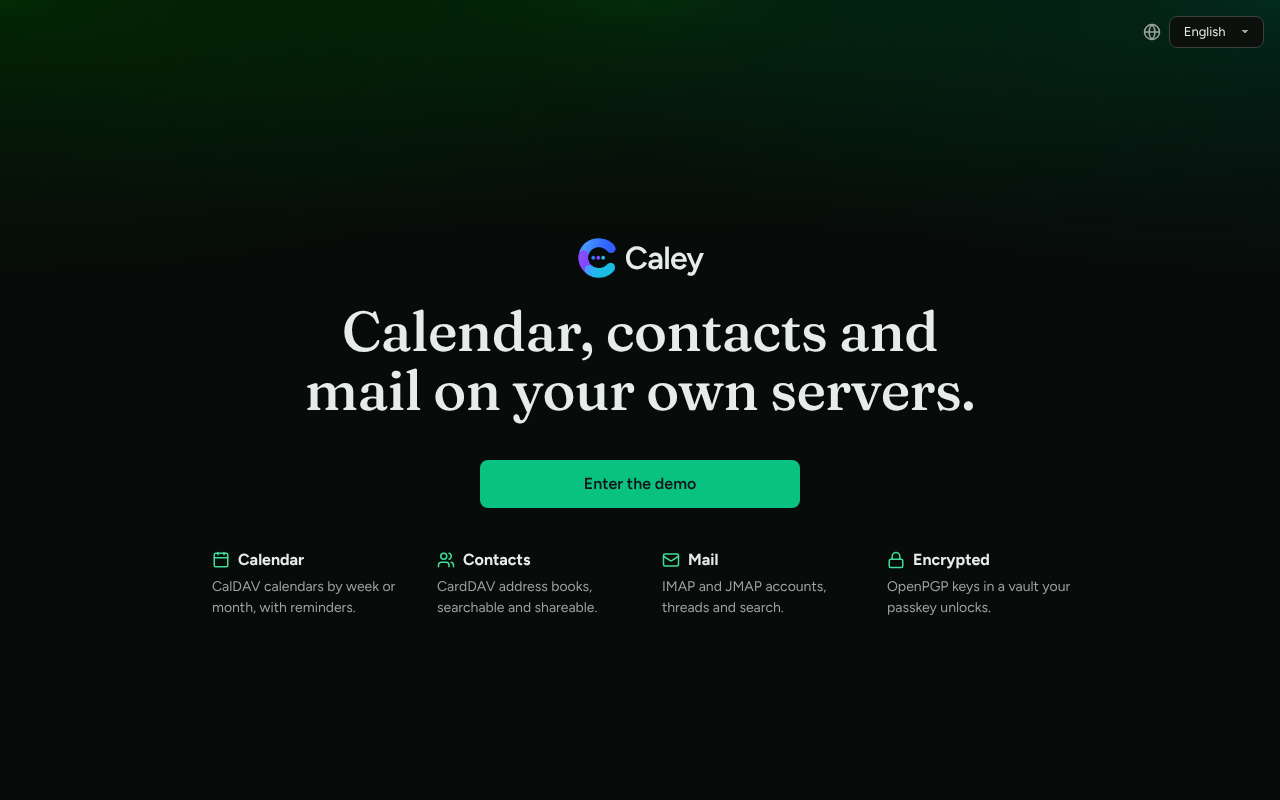 English
Caley
Calendar, contacts and
mail on your own servers.
Enter the demo
Calendar
CalDAV calendars by week or
month, with reminders.
Contacts
CardDAV address books,
searchable and shareable.
Mail
IMAP and JMAP accounts,
threads and search.
Encrypted
OpenPGP keys in a vault your
passkey unlocks.